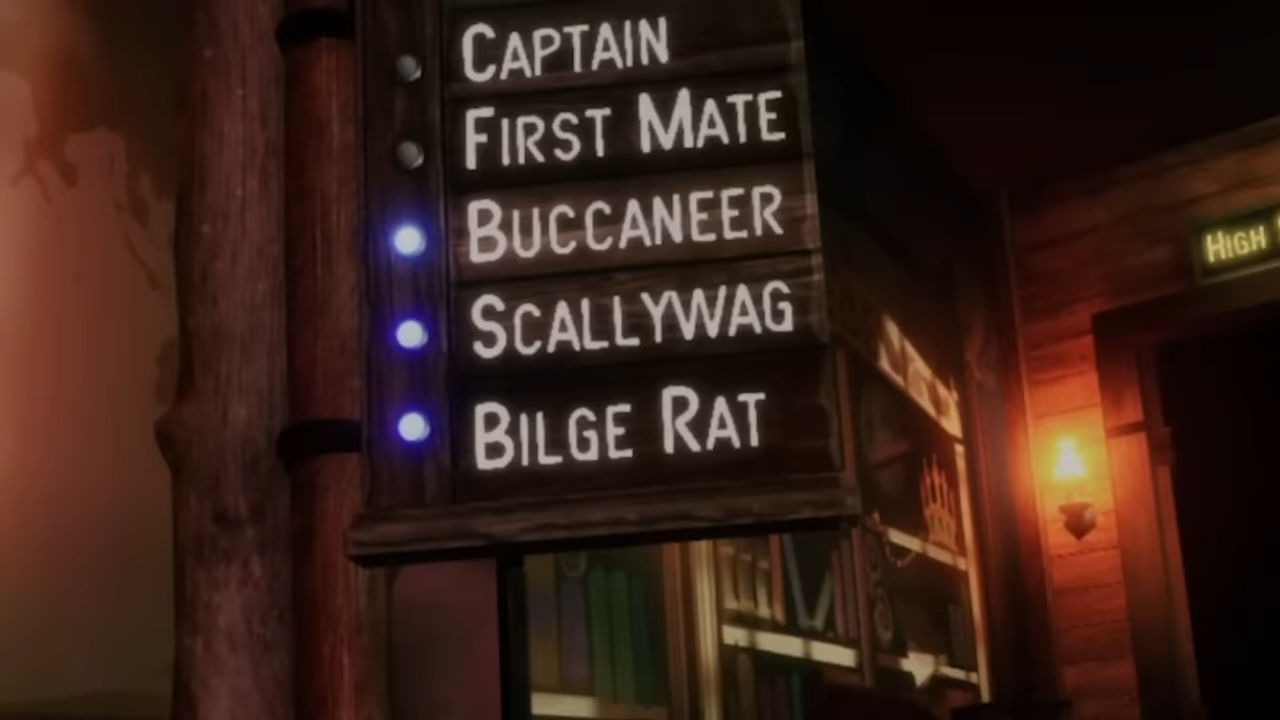 Captain
First Mate
Buccaneer
High
Scallywag
Bilge Rat